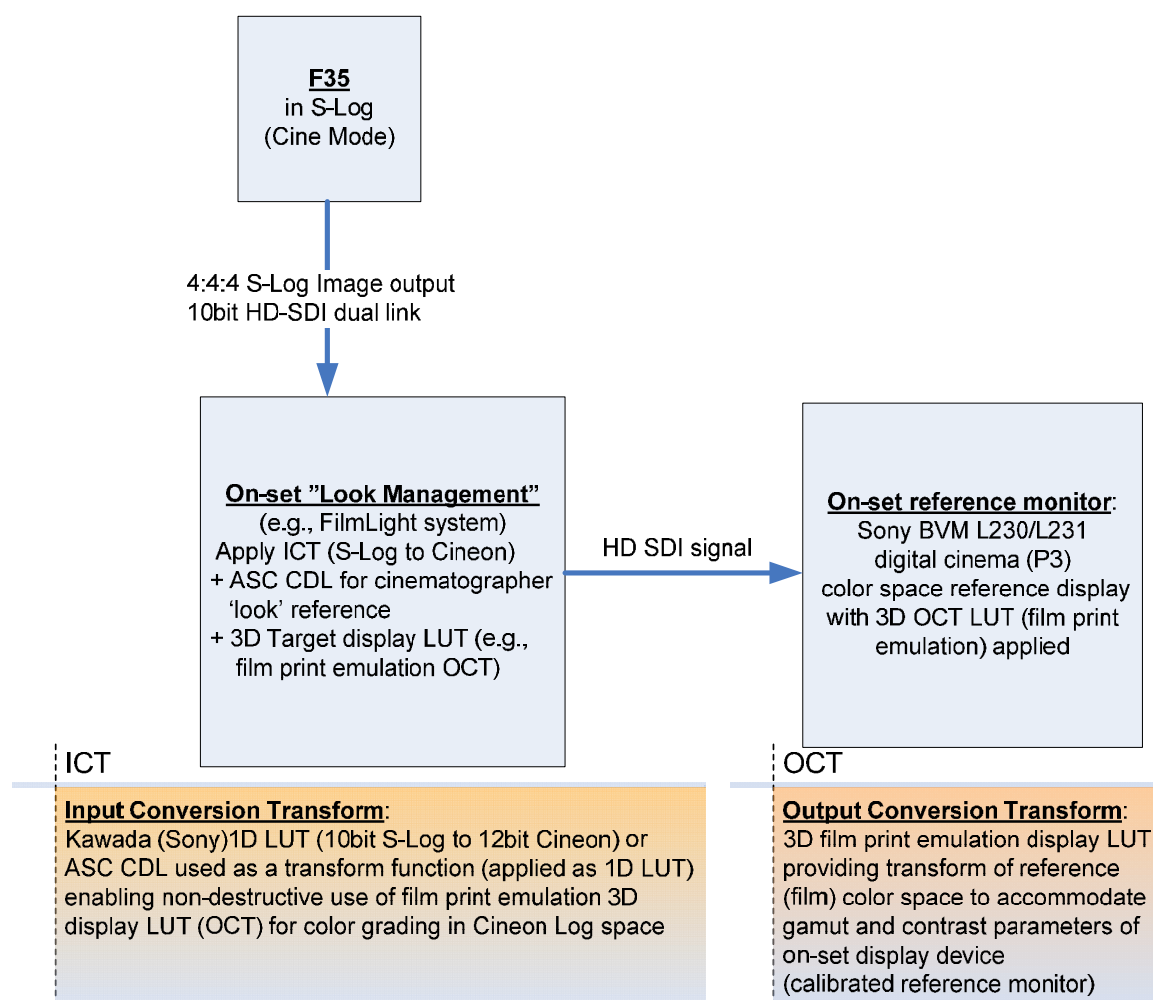 F35
in S-Log
(Cine Mode)
4:4:4 S-Log Image output
10bit HD-SDI dual link
On-set ”Look Management”
(e.g., FilmLight system)
Apply ICT (S-Log to Cineon)
+ ASC CDL for cinematographer
‘look’ reference
+ 3D Target display LUT (e.g.,
film print emulation OCT)
HD SDI signal
On-set reference monitor:
Sony BVM L230/L231
digital cinema (P3)
color space reference display
with 3D OCT LUT (film print
emulation) applied
ICT
Input Conversion Transform:
Kawada (Sony)1D LUT (10bit S-Log to 12bit Cineon) or
ASC CDL used as a transform function (applied as 1D LUT)
enabling non-destructive use of film print emulation 3D
display LUT (OCT) for color grading in Cineon Log space
OCT
Output Conversion Transform:
3D film print emulation display LUT
providing transform of reference
(film) color space to accommodate
gamut and contrast parameters of
on-set display device
(calibrated reference monitor)